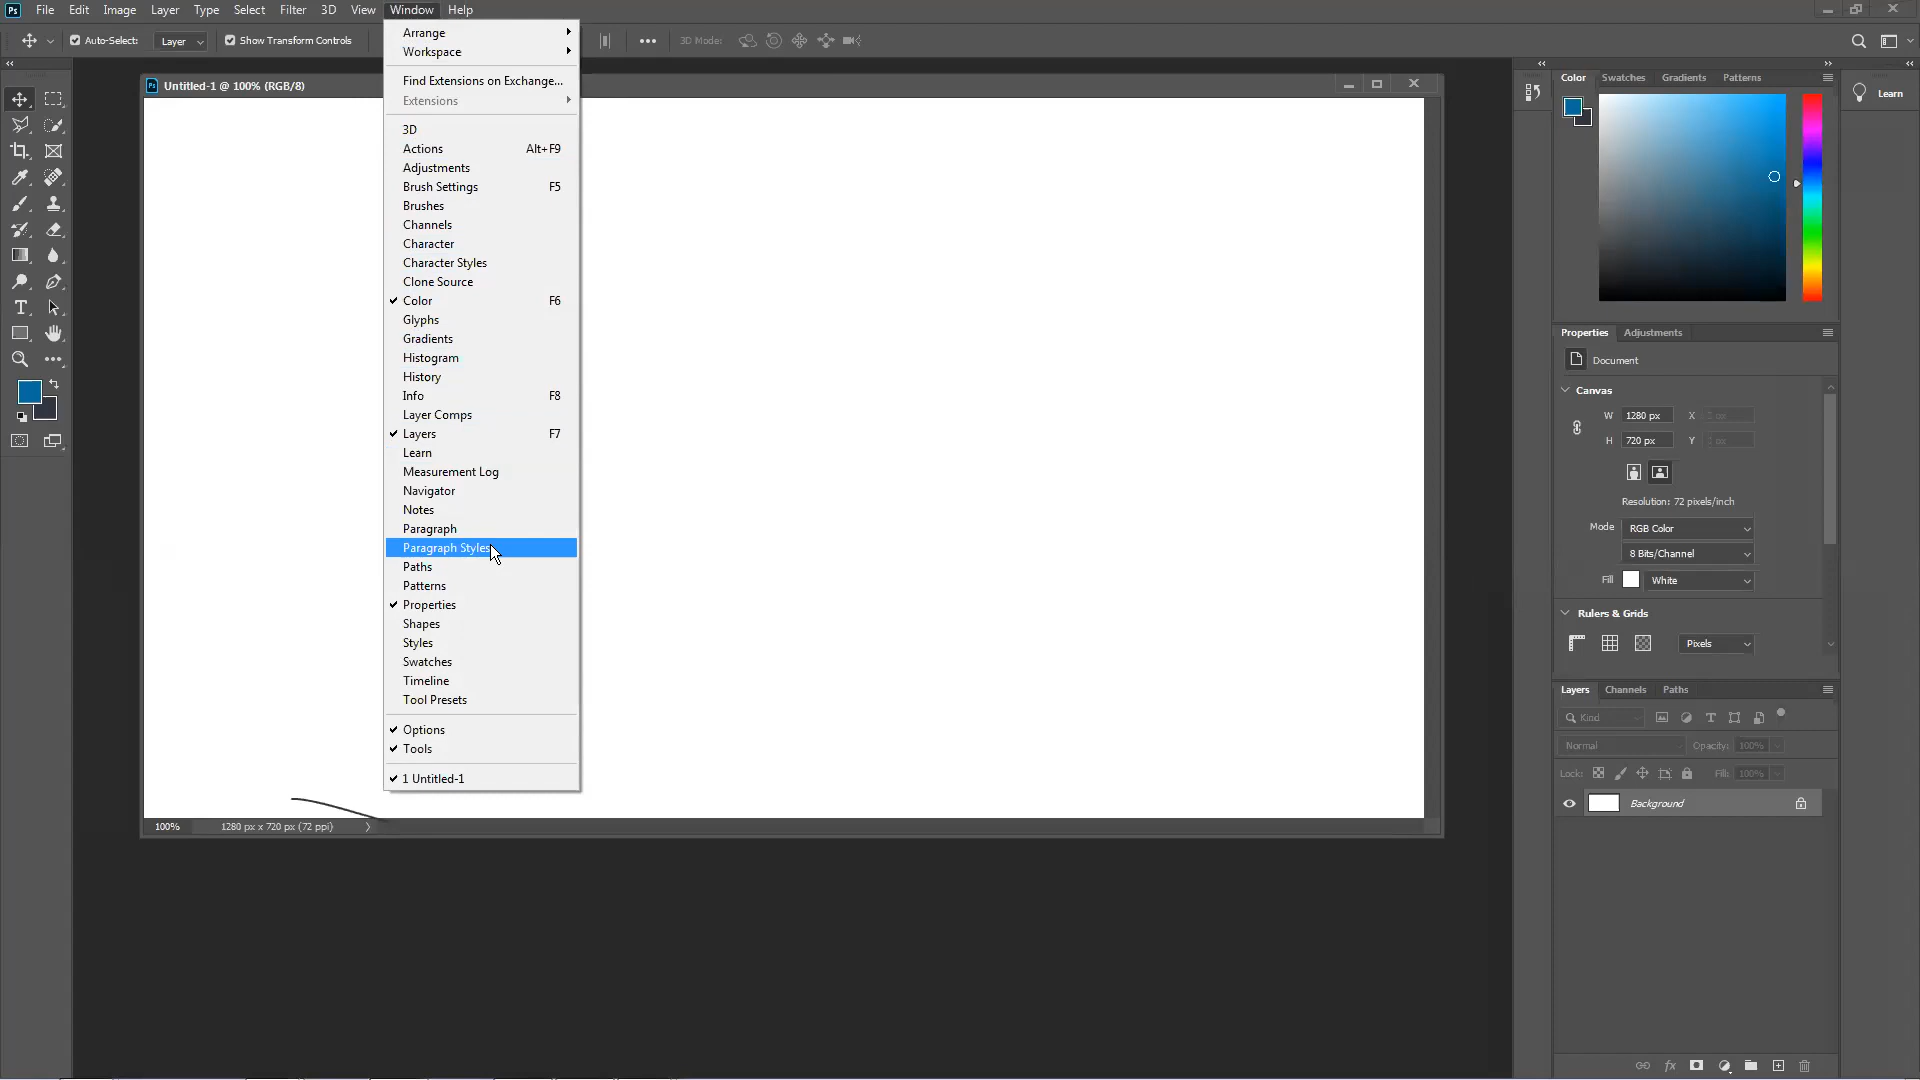 Ps File Edit Image Layer Type Select Filter 3D View Window Help
Auto-Select: Layer Show Transform Controls 3D Mode:
Untitled-1 @ 100% (RGB/8)
Arrange
Workspace
Find Extensions on Exchange...
Extensions
3D
Actions Alt+F9
Adjustments
Brush Settings F5
Brushes
Channels
Character
Character Styles
Clone Source
Color F6
Glyphs
Gradients
Histogram
History
Info F8
Layer Comps
Layers F7
Learn
Measurement Log
Navigator
Notes
Paragraph
Paragraph Styles
Paths
Patterns
Properties
Shapes
Styles
Swatches
Timeline
Tool Presets
Options
Tools
1 Untitled-1
100% 1280 px x 720 px (72 ppi)
Color Swatches Gradients Patterns
Learn
Properties Adjustments
Document
Canvas
W 1280 px X
H 720 px Y
Resolution: 72 pixels/inch
Mode RGB Color
8 Bits/Channel
Fill White
Rulers & Grids
Pixels
Layers Channels Paths
Kind
Normal Opacity: 100%
Lock: Fill: 100%
Background
fx